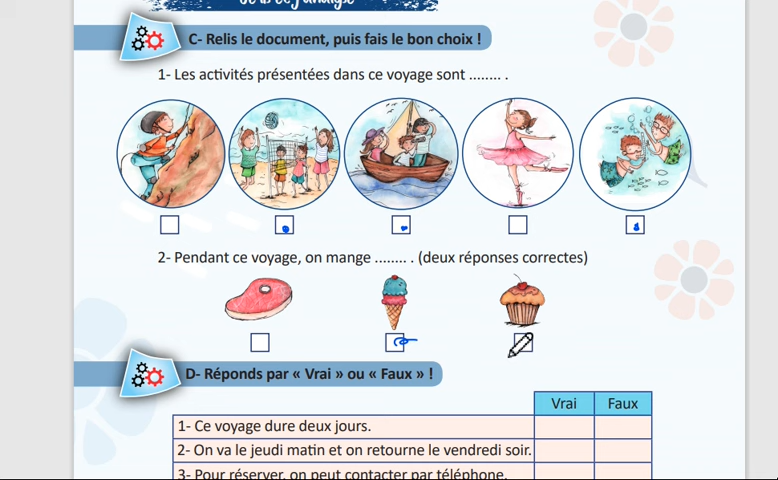 C- Relis le document, puis fais le bon choix !
1- Les activités présentées dans ce voyage sont ........ .
2- Pendant ce voyage, on mange ........ . (deux réponses correctes)
D- Réponds par « Vrai » ou « Faux » !
Vrai Faux
1- Ce voyage dure deux jours.
2- On va le jeudi matin et on retourne le vendredi soir.
3- Pour réserver, on peut contacter par téléphone.